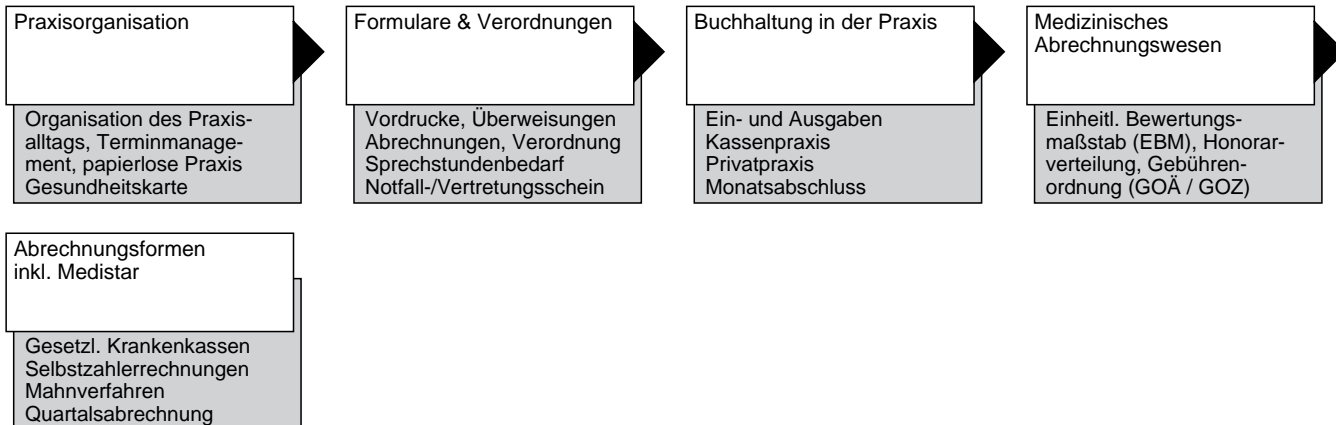 Praxisorganisation
Organisation des Praxis-
alltags, Terminmanage-
ment, papierlose Praxis
Gesundheitskarte
Formulare & Verordnungen
Vordrucke, Überweisungen
Abrechnungen, Verordnung
Sprechstundenbedarf
Notfall-/Vertretungsschein
Buchhaltung in der Praxis
Ein- und Ausgaben
Kassenpraxis
Privatpraxis
Monatsabschluss
Medizinisches
Abrechnungswesen
Einheitl. Bewertungs-
maßstab (EBM), Honorar-
verteilung, Gebühren-
ordnung (GOÄ / GOZ)
Abrechnungsformen
inkl. Medistar
Gesetzl. Krankenkassen
Selbstzahlerrechnungen
Mahnverfahren
Quartalsabrechnung